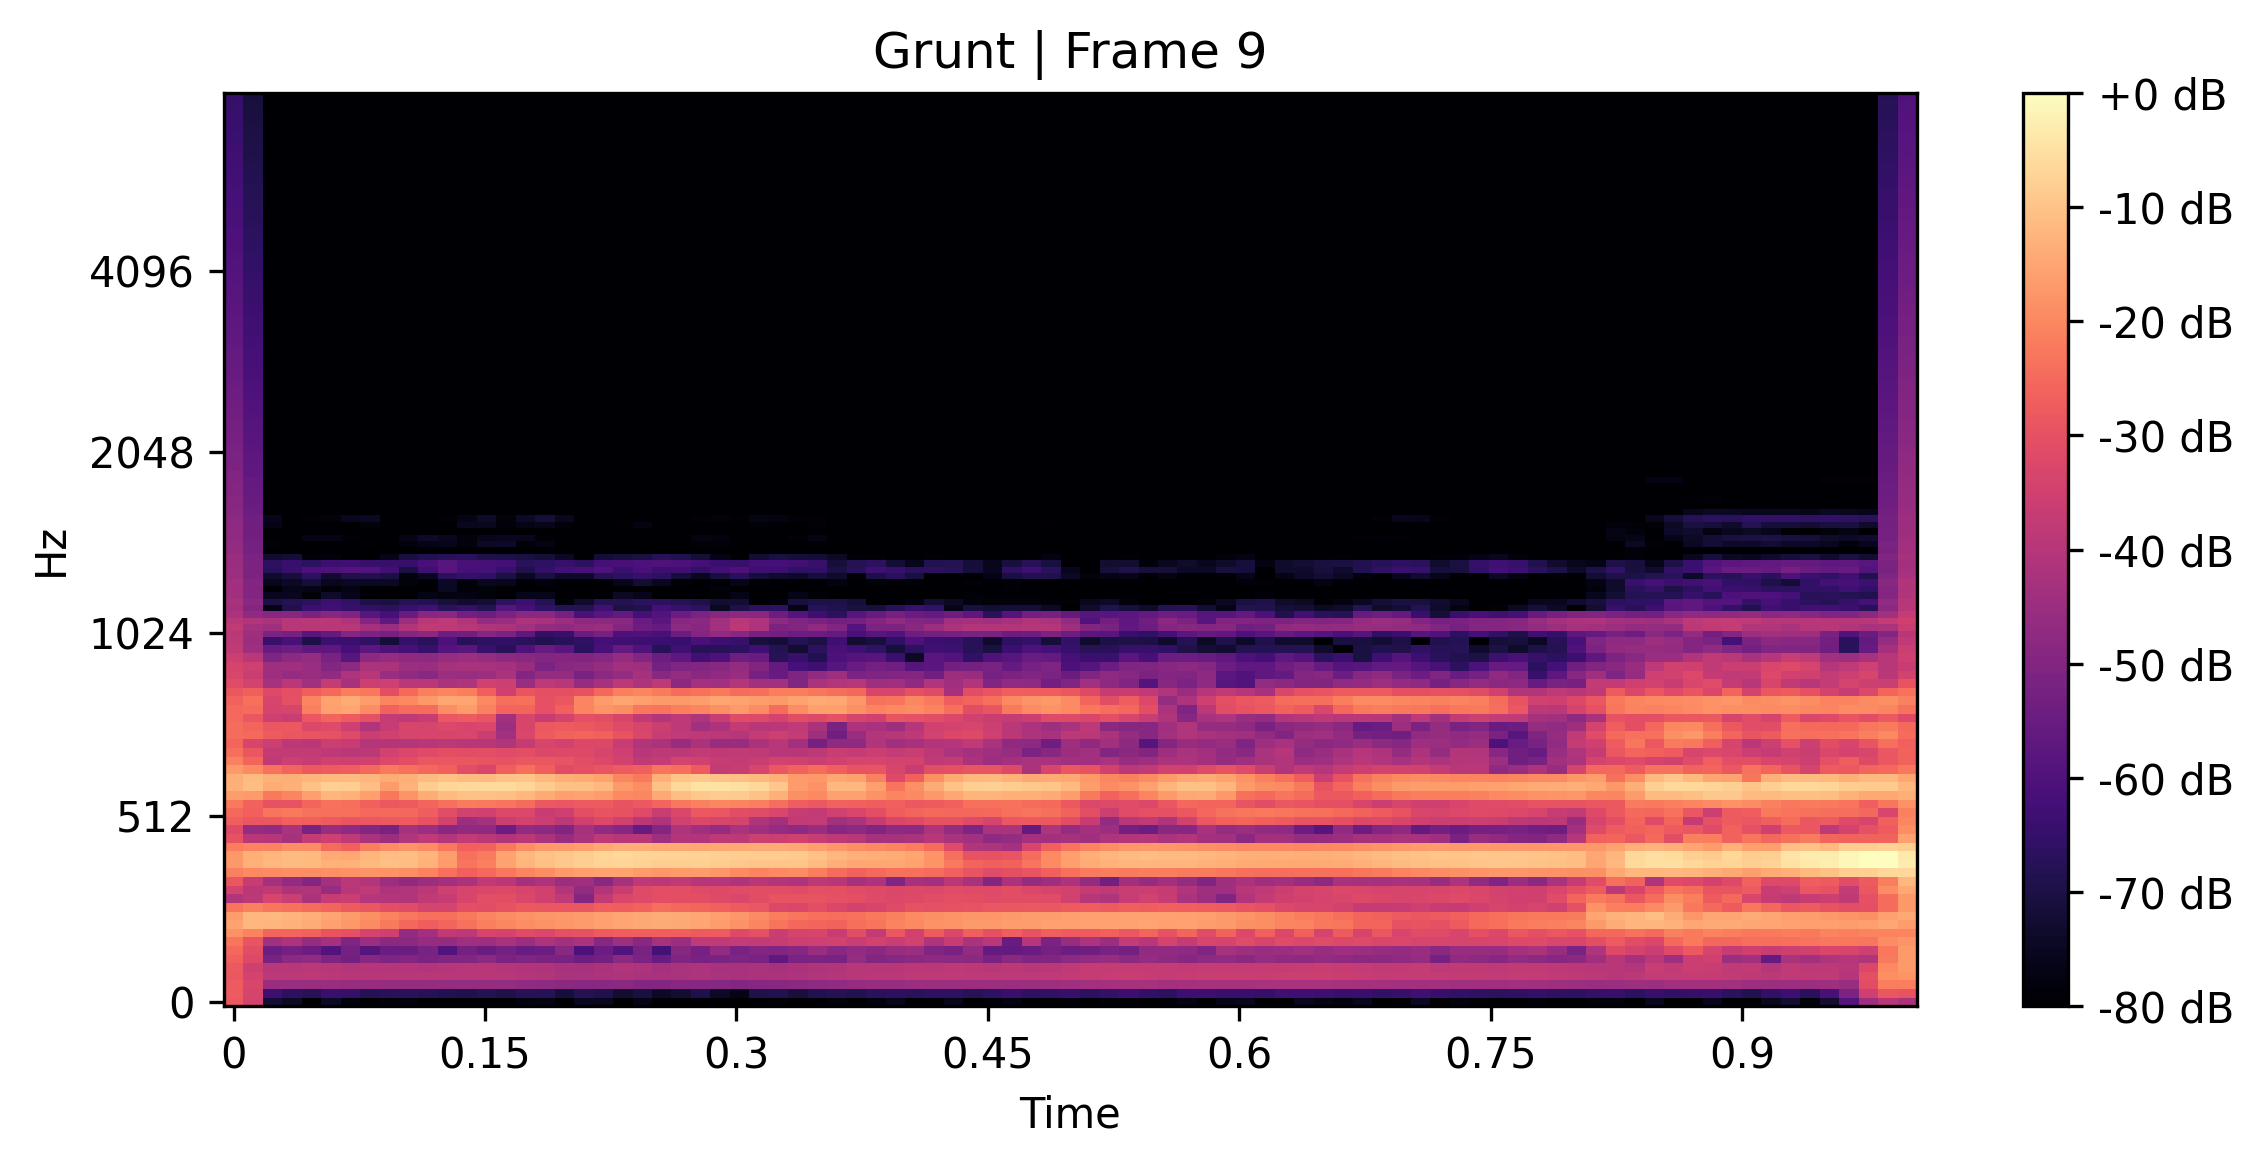 Grunt | Frame 9
Hz
4096
2048
1024
512
0
0 0.15 0.3 0.45 0.6 0.75 0.9
Time
+0 dB
-10 dB
-20 dB
-30 dB
-40 dB
-50 dB
-60 dB
-70 dB
-80 dB